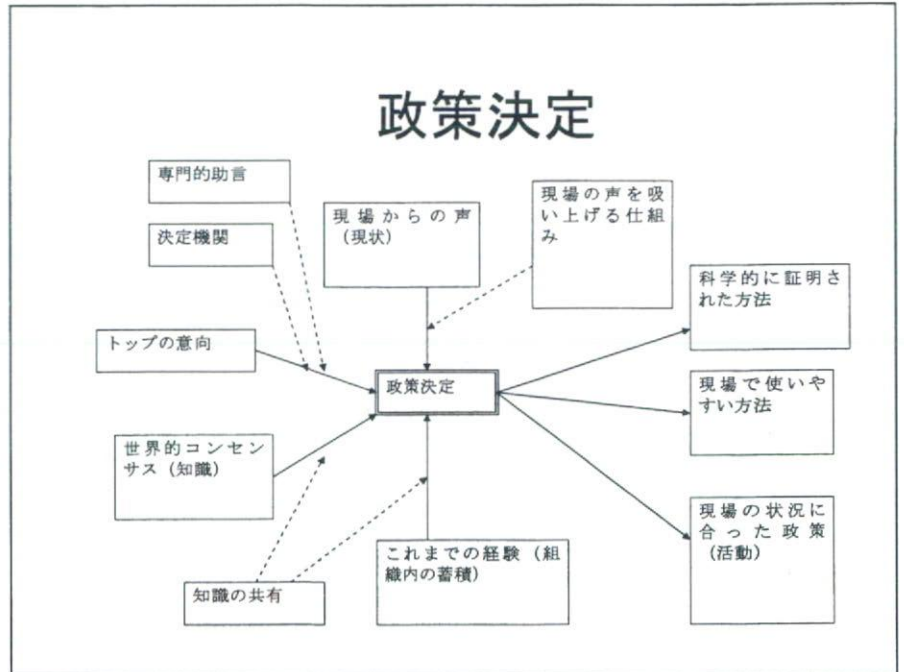 政策決定
専門的助言
決定機関
トップの意向
現場からの声
（現状）
現場の声を吸
い上げる仕組
み
科学的に証明さ
れた方法
政策決定
現場で使いや
すい方法
世界的コンセン
サス（知識）
現場の状況に
合った政策
（活動）
これまでの経験（組
織内の蓄積）
知識の共有